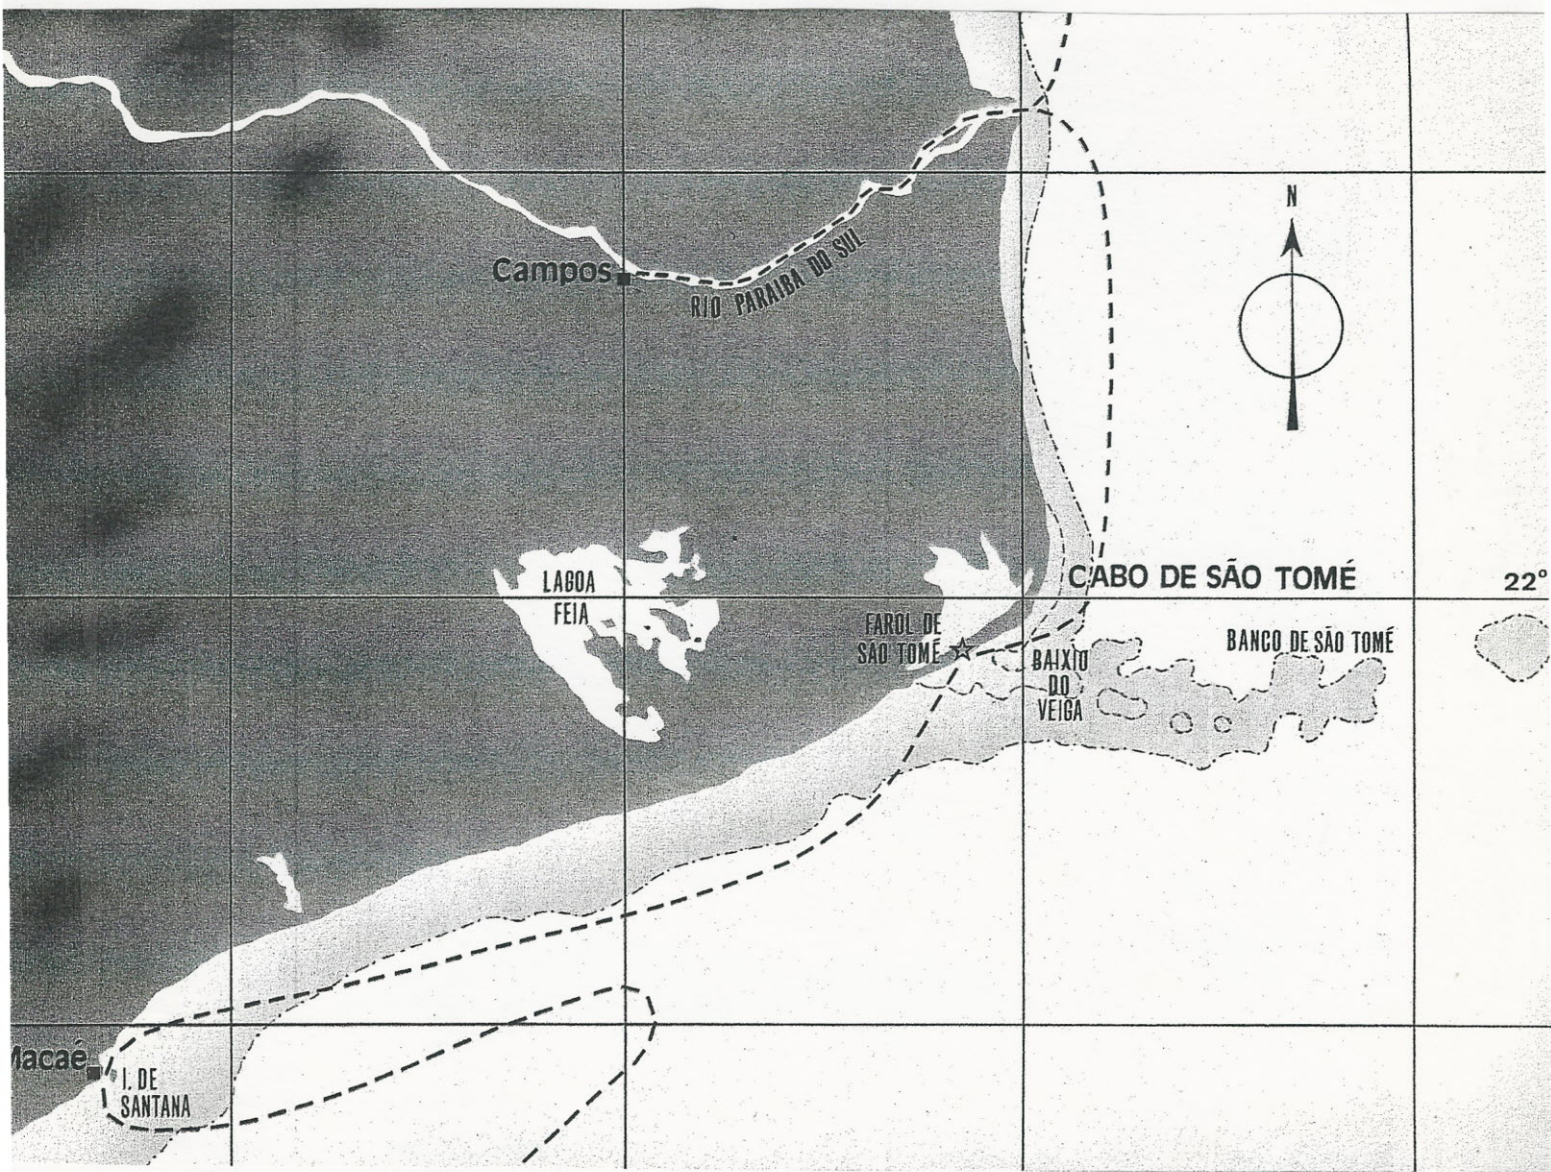 N
Campos
RIO PARAIBA DO SUL
LAGOA
FEIA
CABO DE SÃO TOMÉ
22°
FAROL DE
SÃO TOMÉ
BAIXIO
DO
VEIGA
BANCO DE SÃO TOMÉ
Macaé
I. DE
SANTANA